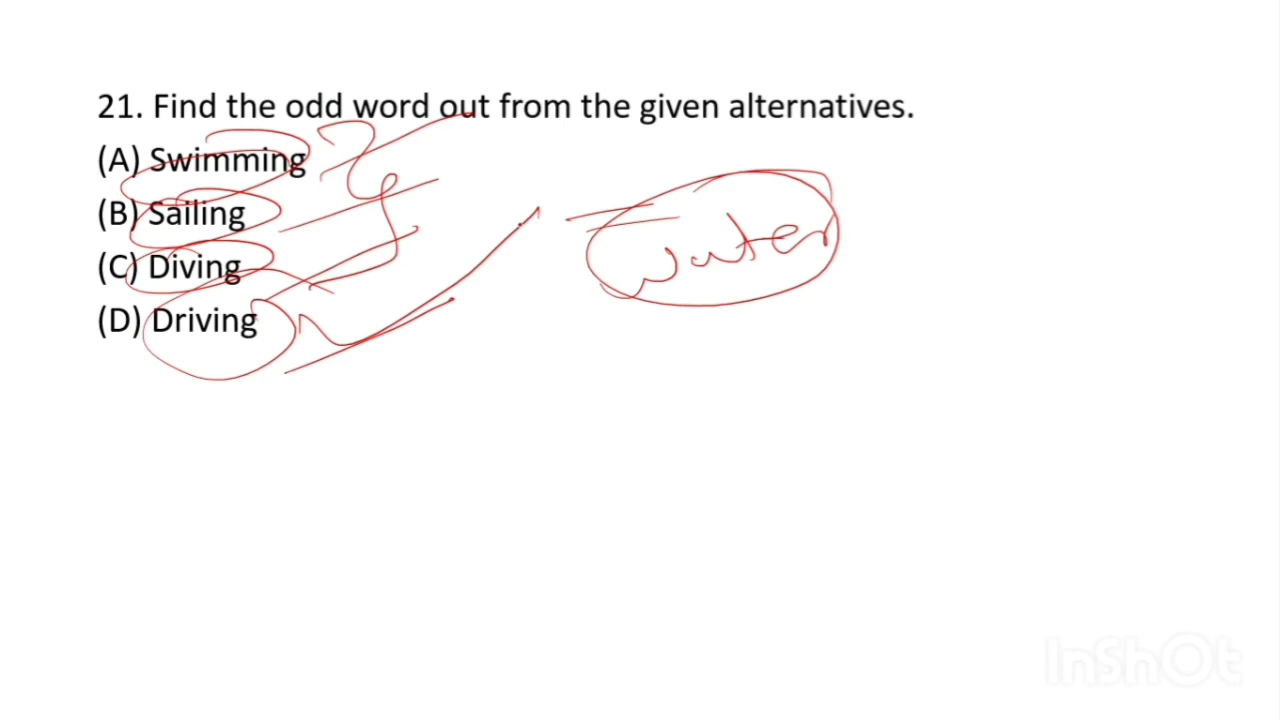 21. Find the odd word out from the given alternatives.
(A) Swimming
(B) Sailing
(C) Diving
(D) Driving
water
InShOt